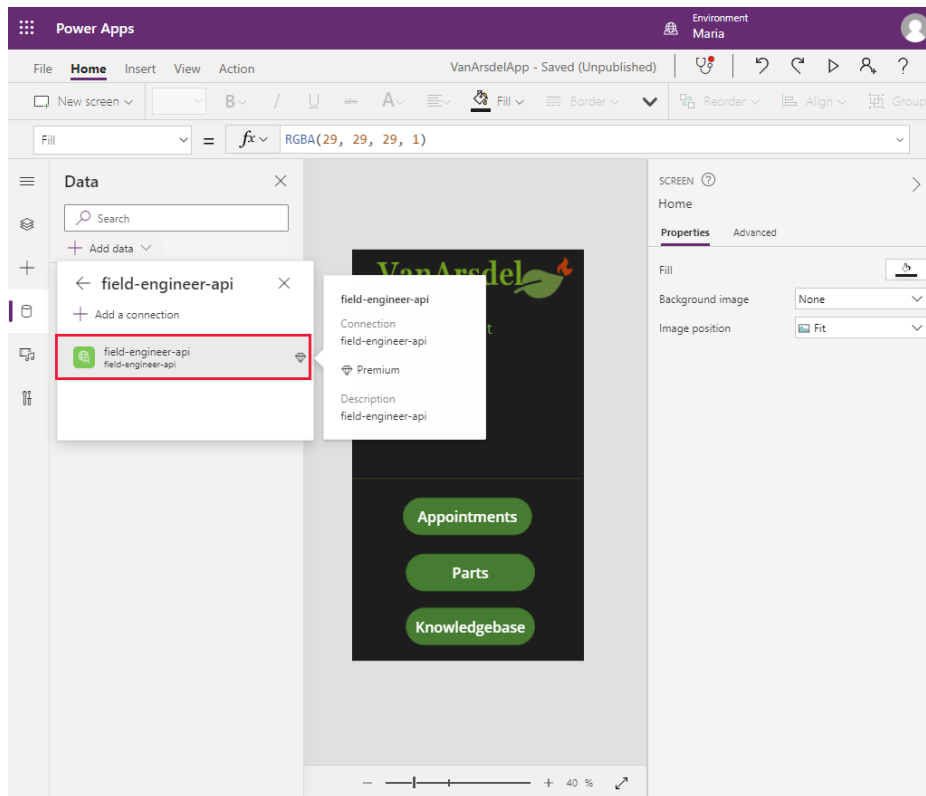 Power Apps
Environment
Maria
File Home Insert View Action
VanArsdelApp - Saved (Unpublished)
New screen B / U abc A Fill Border Reorder Align Group
Fill = fx RGBA(29, 29, 29, 1)
Data
Search
Add data
field-engineer-api
Add a connection
field-engineer-api
field-engineer-api
field-engineer-api
Connection
field-engineer-api
Premium
Description
field-engineer-api
VanArsdel
Appointments
Parts
Knowledgebase
40 %
SCREEN
Home
Properties Advanced
Fill
Background image None
Image position Fit